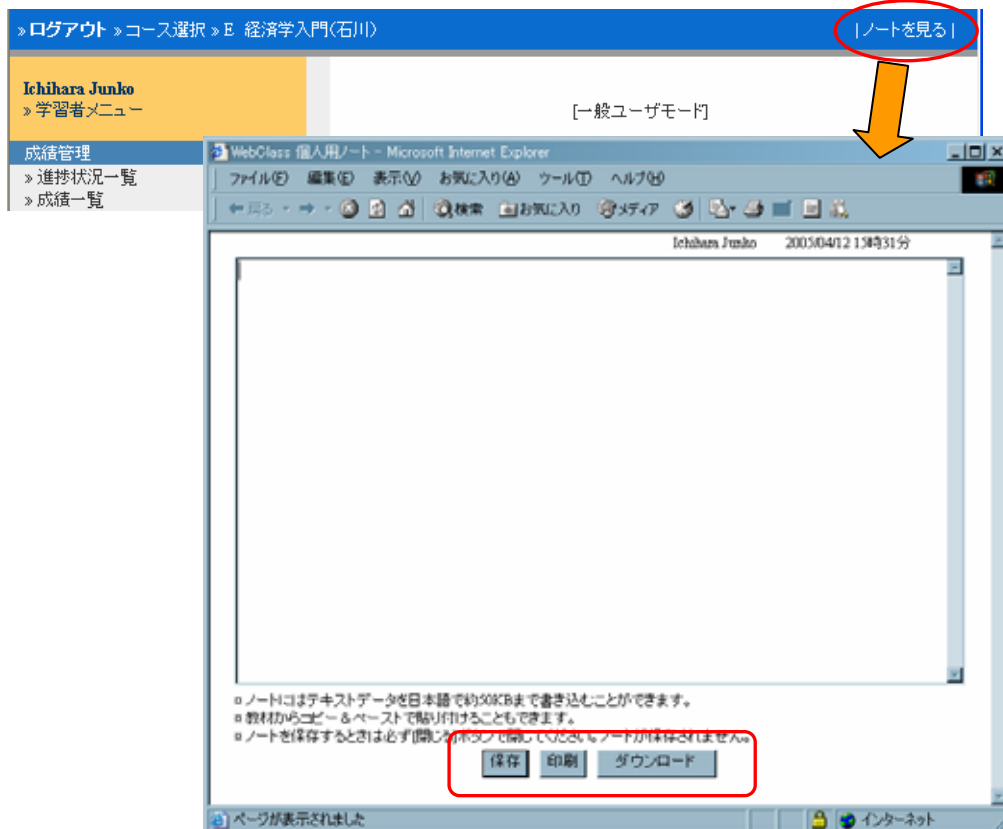 »ログアウト »コース選択 »E 経済学入門(石川) |ノートを見る|
Ichihara Junko
»学習者メニュー
[一般ユーザモード]
成績管理
»進捗状況一覧
»成績一覧
WebClass 個人用ノート - Microsoft Internet Explorer
ファイル(F) 編集(E) 表示(V) お気に入り(A) ツール(T) ヘルプ(H)
戻る 検索 お気に入り メディア
Ichihara Junko 2005/04/12 15時31分
¤ ノートにはテキストデータを日本語で約50KBまで書き込むことができます。
¤ 教材からコピー&ペーストで貼り付けることもできます。
¤ ノートを保存するときは必ず[閉じる]ボタンで閉じてください。ノートが保存されません。
保存 印刷 ダウンロード
ページが表示されました インターネット